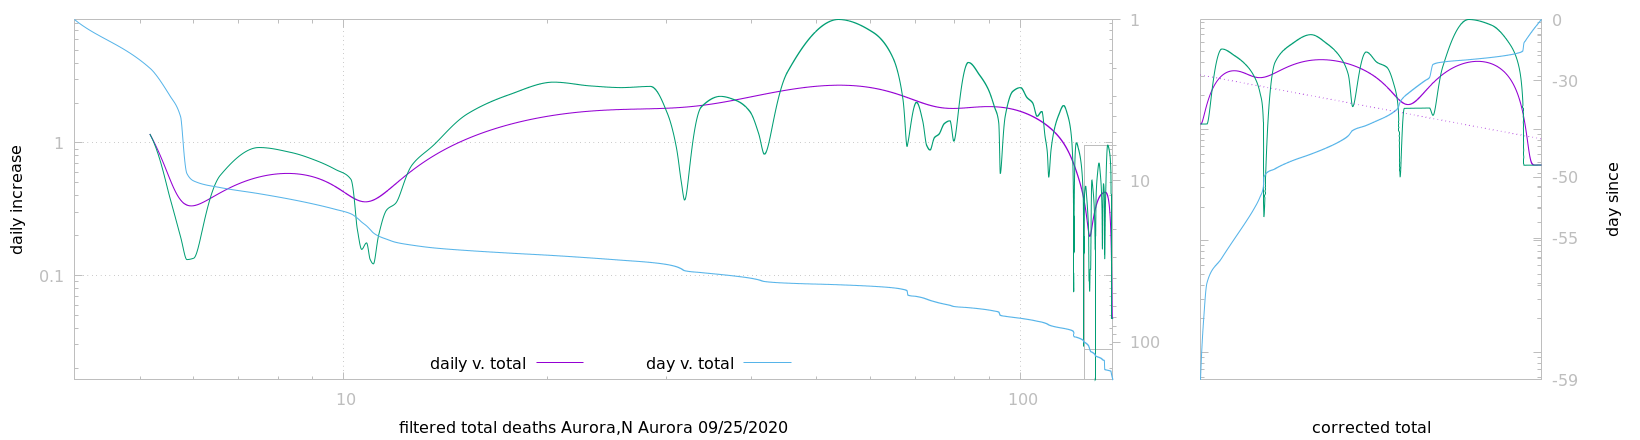 1
0
-30
1
daily increase
10
-50
day since
-55
0.1
100
daily v. total
day v. total
-59
10
100
filtered total deaths Aurora,N Aurora 09/25/2020
corrected total